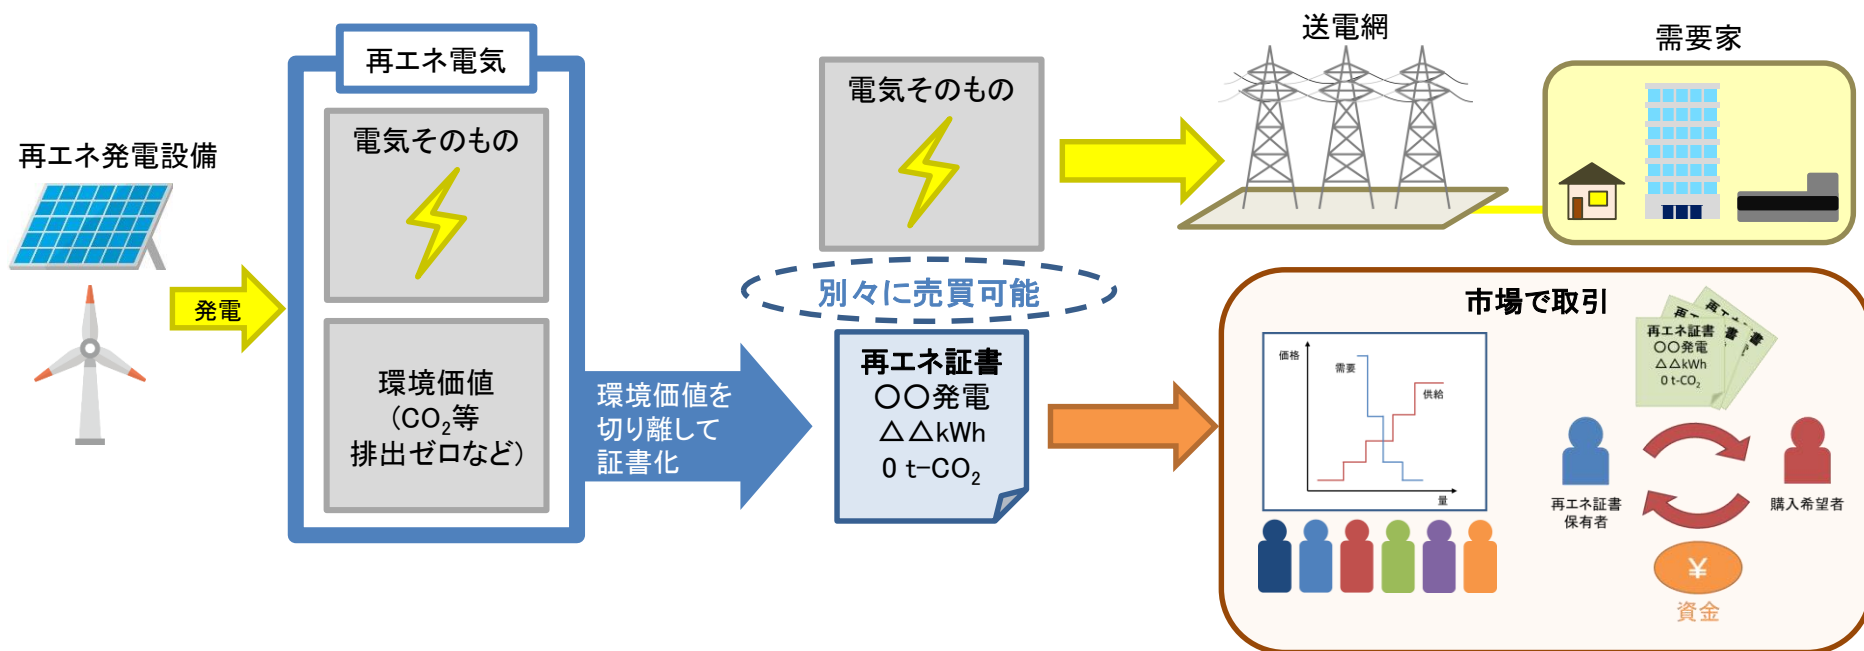 再エネ発電設備
発電
再エネ電気
電気そのもの
環境価値
(CO₂等
排出ゼロなど)
環境価値を
切り離して
証書化
電気そのもの
別々に売買可能
再エネ証書
〇〇発電
△△kWh
0 t-CO₂
送電網
需要家
市場で取引
価格
需要
供給
量
再エネ証書
〇〇発電
△△kWh
0 t-CO₂
再エネ証書
保有者
購入希望者
¥
資金